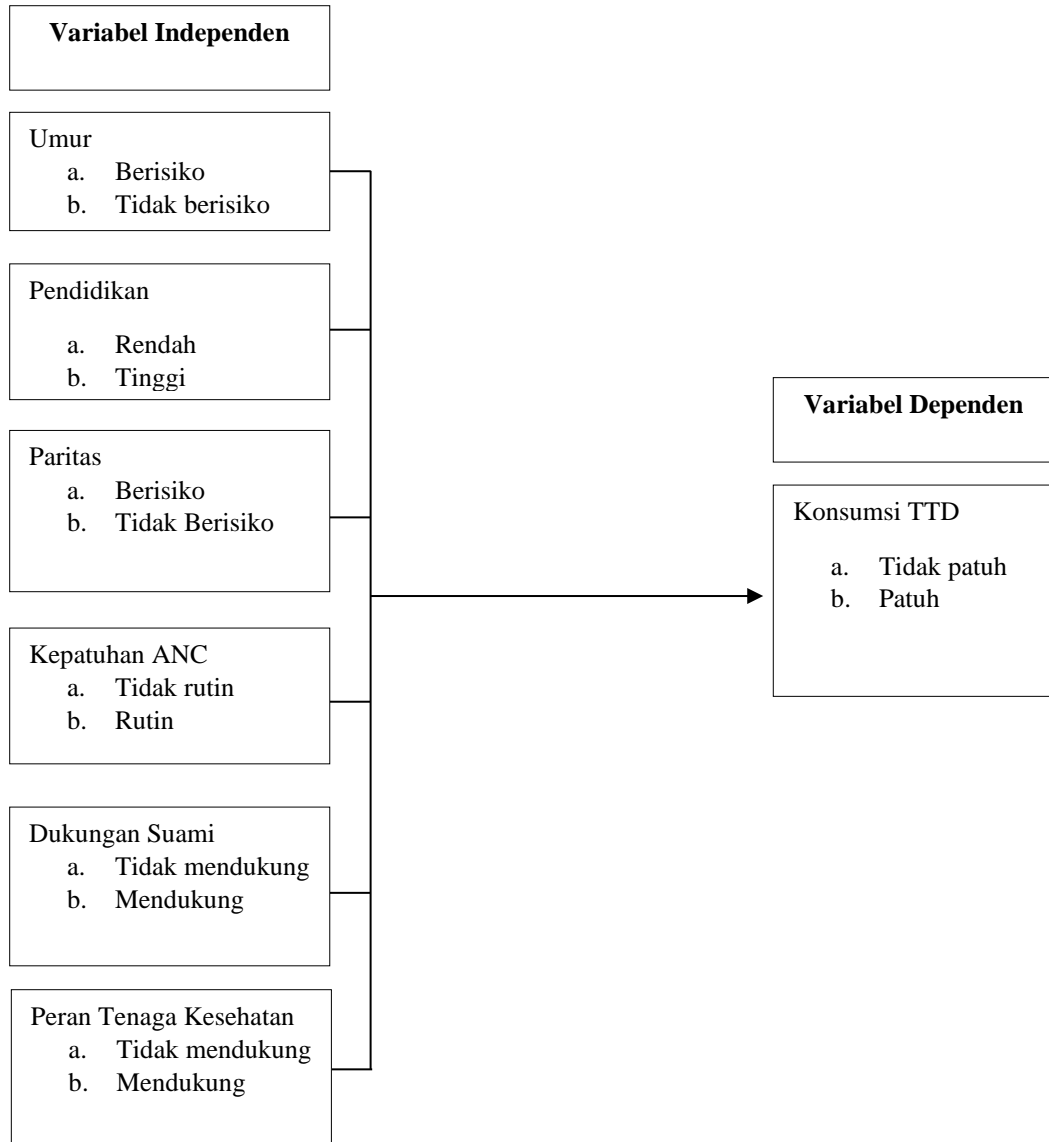 Variabel Independen
Umur
a. Berisiko
b. Tidak berisiko
Pendidikan
a. Rendah
b. Tinggi
Paritas
a. Berisiko
b. Tidak Berisiko
Kepatuhan ANC
a. Tidak rutin
b. Rutin
Dukungan Suami
a. Tidak mendukung
b. Mendukung
Peran Tenaga Kesehatan
a. Tidak mendukung
b. Mendukung
Variabel Dependen
Konsumsi TTD
a. Tidak patuh
b. Patuh